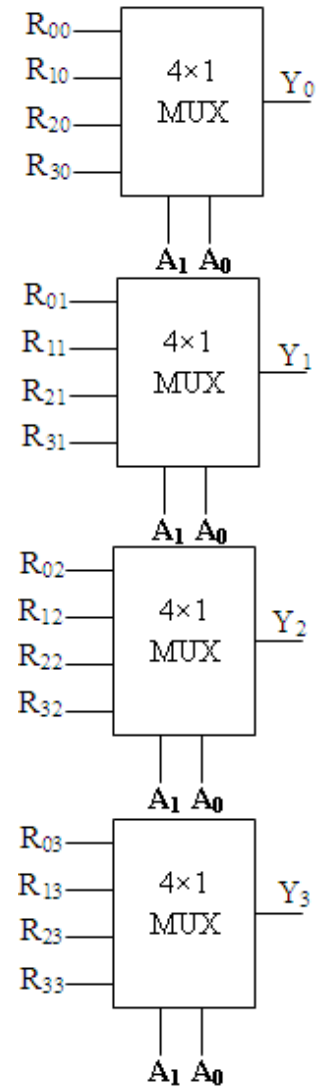 R₀₀
R₁₀
R₂₀
R₃₀
4×1
MUX
Y₀
A₁ A₀
R₀₁
R₁₁
R₂₁
R₃₁
4×1
MUX
Y₁
A₁ A₀
R₀₂
R₁₂
R₂₂
R₃₂
4×1
MUX
Y₂
A₁ A₀
R₀₃
R₁₃
R₂₃
R₃₃
4×1
MUX
Y₃
A₁ A₀